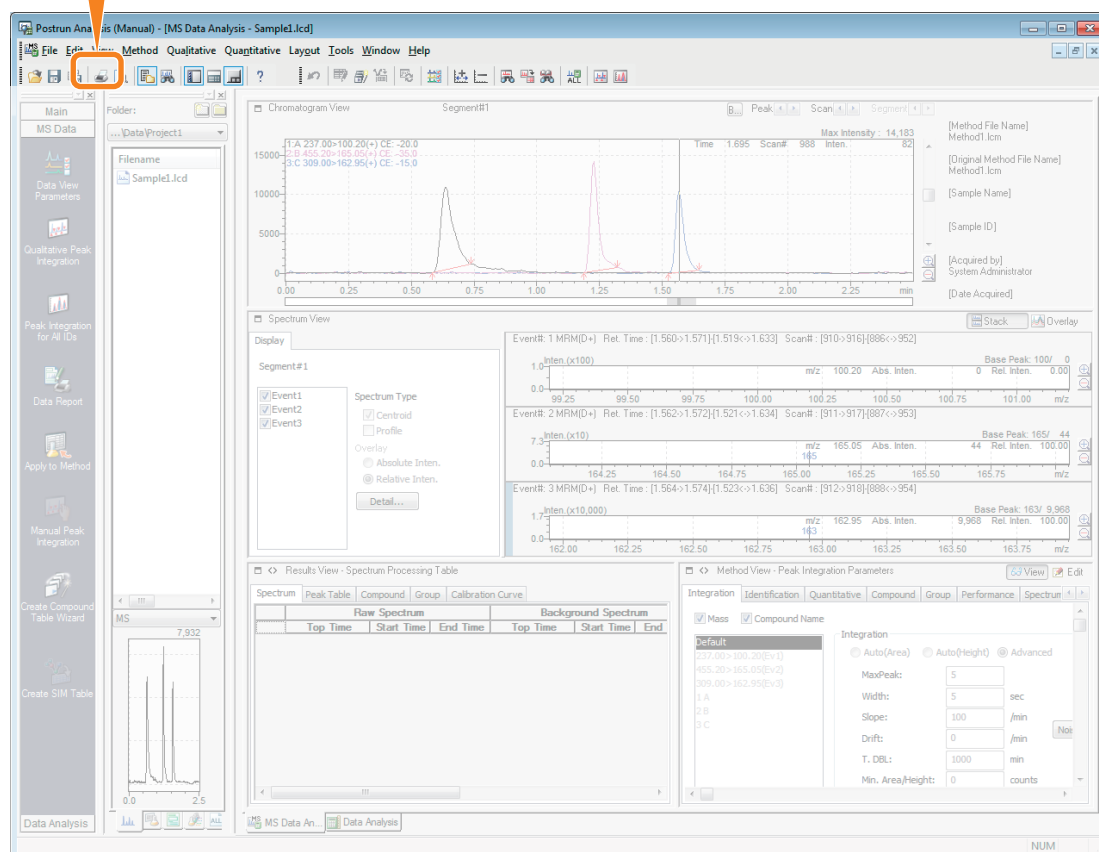 Postrun Analysis (Manual) - [MS Data Analysis - Sample1.lcd]
File Edit View Method Qualitative Quantitative Layout Tools Window Help
Main
MS Data
Data View
Parameters
Qualitative Peak
Integration
Peak Integration
for All IDs
Data Report
Apply to Method
Manual Peak
Integration
Create Compound
Table Wizard
Create SIM Table
Data Analysis
Folder:
...\Data\Project1
Filename
Sample1.lcd
MS
7,932
0.0 2.5
Chromatogram View Segment#1 B... Peak Scan Segment
Max Intensity : 14,183
1:A 237.00>100.20(+) CE: -20.0 Time 1.695 Scan# 988 Inten. 82
2:B 455.20>165.05(+) CE: -35.0
3:C 309.00>162.95(+) CE: -15.0
15000
10000
5000
0
0.00 0.25 0.50 0.75 1.00 1.25 1.50 1.75 2.00 2.25 min
[Method File Name]
Method1.lcm
[Original Method File Name]
Method1.lcm
[Sample Name]
[Sample ID]
[Acquired by]
System Administrator
[Date Acquired]
Spectrum View Stack Overlay
Display
Segment#1
Event1
Event2
Event3
Spectrum Type
Centroid
Profile
Overlay
Absolute Inten.
Relative Inten.
Detail...
Event#: 1 MRM(D+) Ret. Time : [1.560->1.571]-[1.519<->1.633] Scan# : [910->916]-[886<->952]
Inten.(x100) Base Peak: 100/ 0
1.0 m/z 100.20 Abs. Inten. 0 Rel. Inten. 0.00
0.0
99.25 99.50 99.75 100.00 100.25 100.50 100.75 101.00 m/z
Event#: 2 MRM(D+) Ret. Time : [1.562->1.572]-[1.521<->1.634] Scan# : [911->917]-[887<->953]
Inten.(x10) Base Peak: 165/ 44
7.3 m/z 165.05 Abs. Inten. 44 Rel. Inten. 100.00
165
0.0
164.25 164.50 164.75 165.00 165.25 165.50 165.75 m/z
Event#: 3 MRM(D+) Ret. Time : [1.564->1.574]-[1.523<->1.636] Scan# : [912->918]-[888<->954]
Inten.(x10,000) Base Peak: 163/ 9,968
1.7 m/z 162.95 Abs. Inten. 9,968 Rel. Inten. 100.00
163
0.0
162.00 162.25 162.50 162.75 163.00 163.25 163.50 163.75 m/z
Results View - Spectrum Processing Table
Spectrum Peak Table Compound Group Calibration Curve
Raw Spectrum Background Spectrum
Top Time Start Time End Time Top Time Start Time End
Method View - Peak Integration Parameters View Edit
Integration Identification Quantitative Compound Group Performance Spectrum
Mass Compound Name
Default
237.00>100.20(Ev1)
455.20>165.05(Ev2)
309.00>162.95(Ev3)
1 A
2 B
3 C
Integration
Auto(Area) Auto(Height) Advanced
MaxPeak: 5
Width: 5 sec
Slope: 100 /min
Drift: 0 /min
T. DBL: 1000 min
Min. Area/Height: 0 counts
MS Data An... Data Analysis
NUM